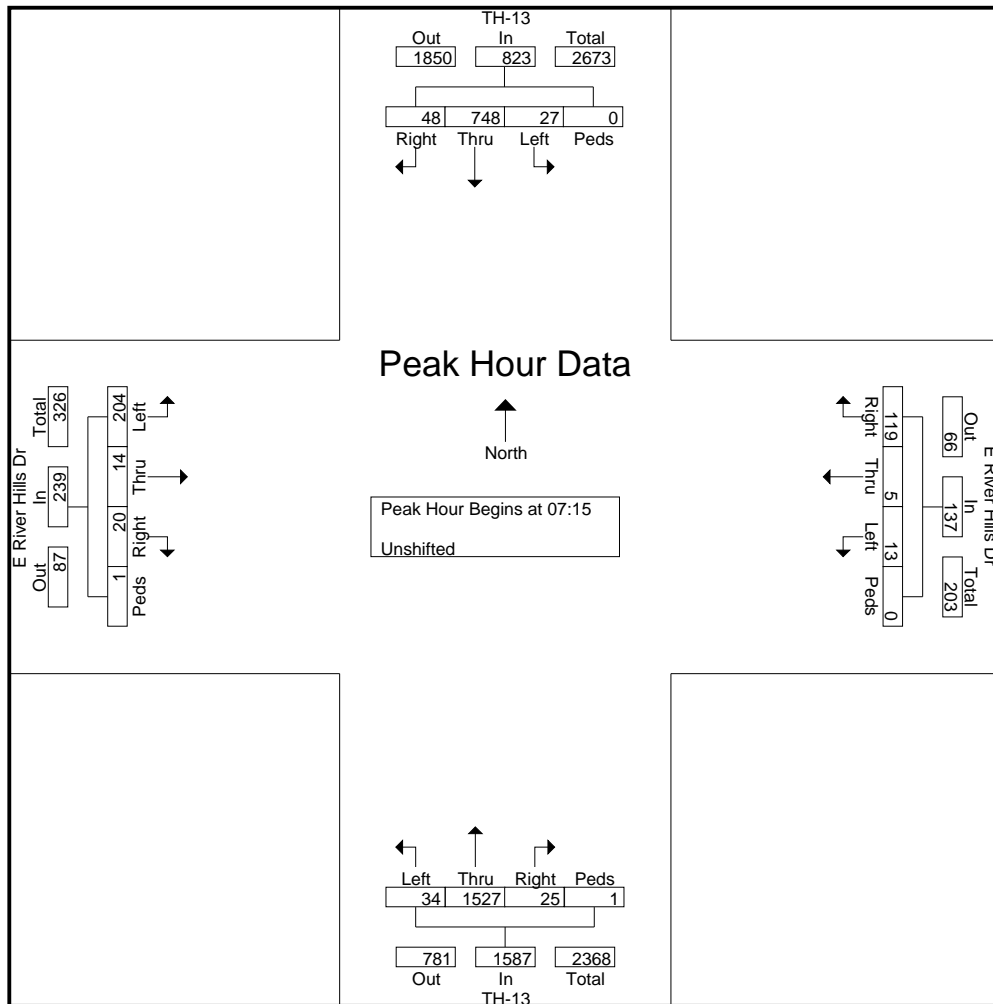 TH-13
Out In Total
1850 823 2673
48 748 27 0
Right Thru Left Peds
Peak Hour Data
North
Peak Hour Begins at 07:15
Unshifted
E River Hills Dr
Total In Out
326 239 87
204 14 20 1
Left Thru Right Peds
Right Thru Left Peds
119 5 13 0
Out In Total
66 137 203
E River Hills Dr
Left Thru Right Peds
34 1527 25 1
781 1587 2368
Out In Total
TH-13